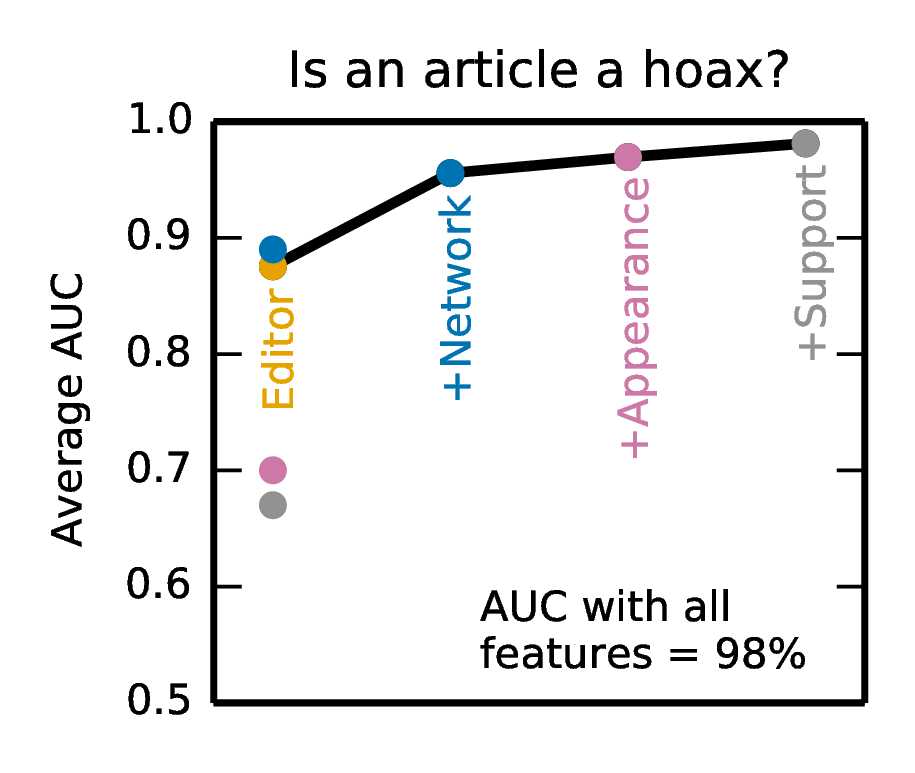 Is an article a hoax?
Average AUC
1.0
0.9
0.8
0.7
0.6
0.5
Editor
+Network
+Appearance
+Support
AUC with all
features = 98%